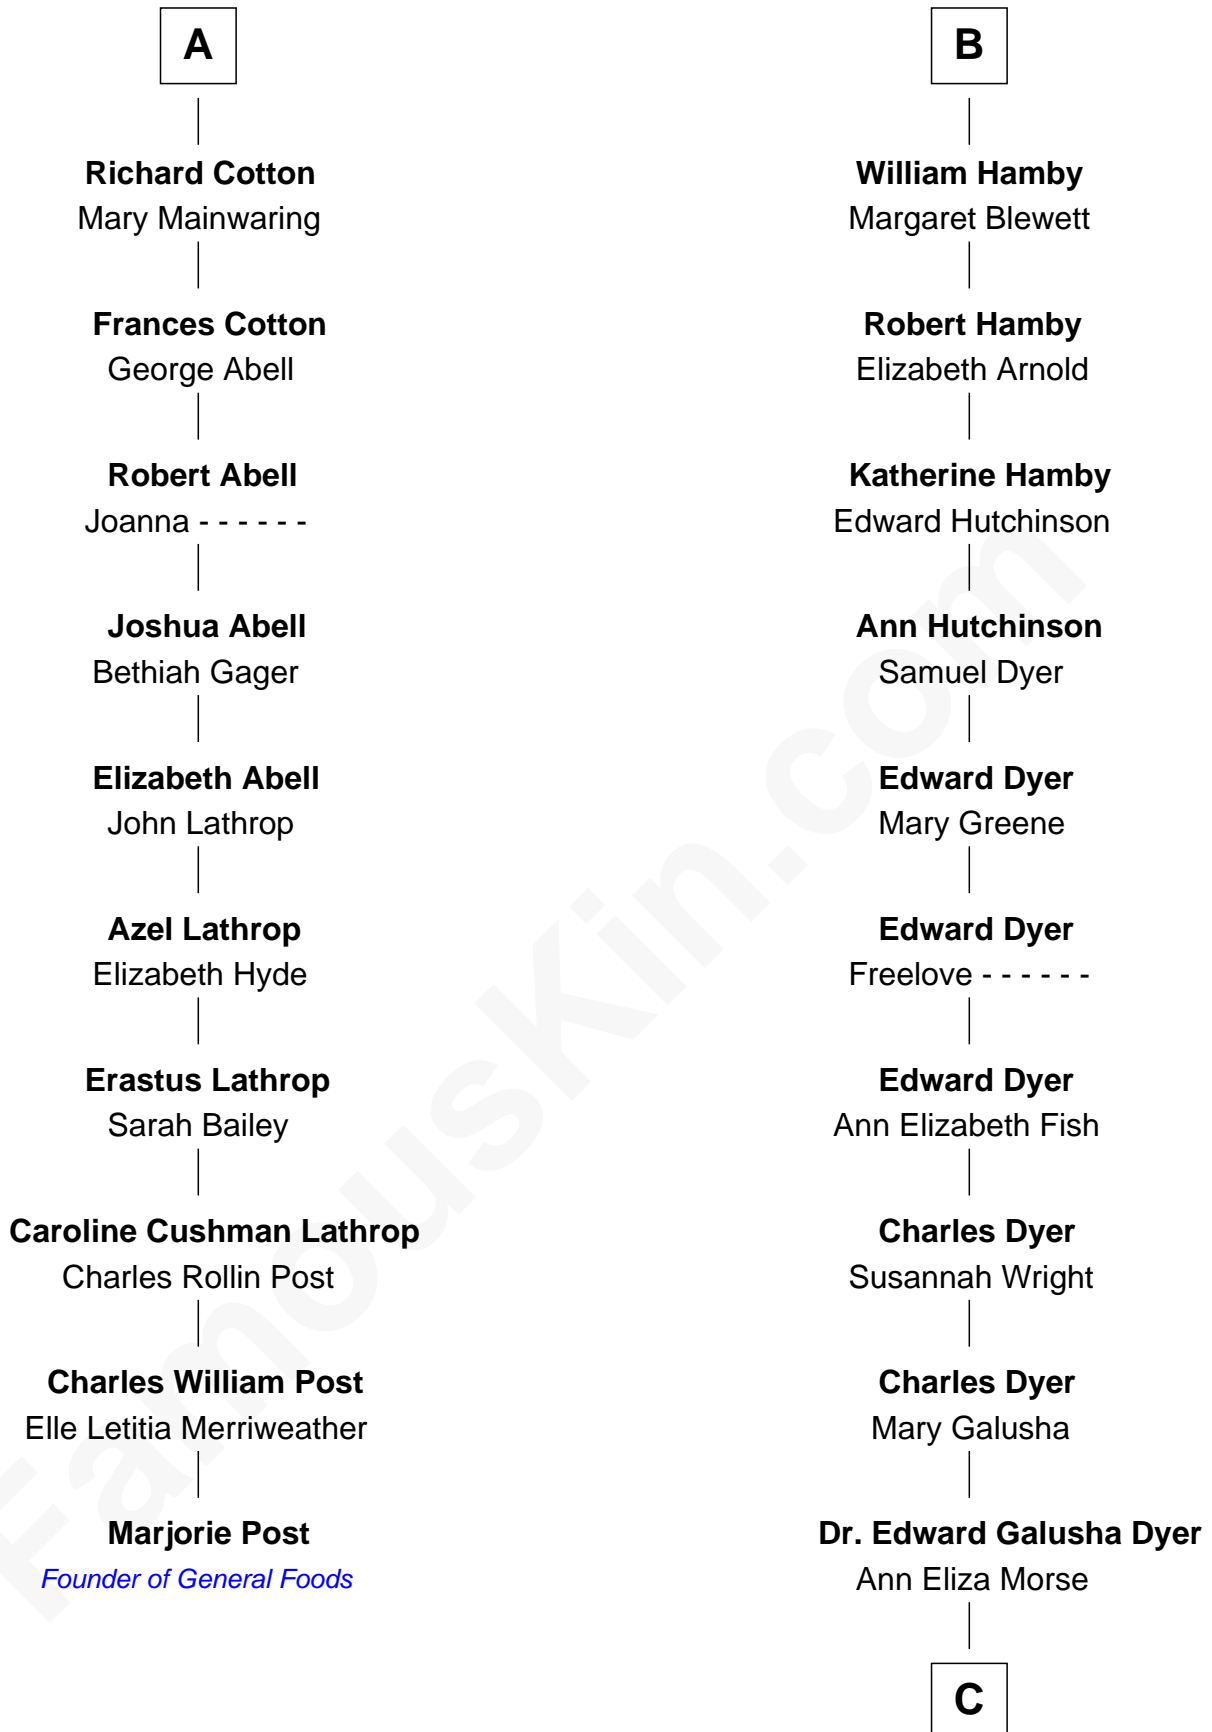 A
Richard Cotton
Mary Mainwaring
Frances Cotton
George Abell
Robert Abell
Joanna - - - - - -
Joshua Abell
Bethiah Gager
Elizabeth Abell
John Lathrop
Azel Lathrop
Elizabeth Hyde
Erastus Lathrop
Sarah Bailey
Caroline Cushman Lathrop
Charles Rollin Post
Charles William Post
Elle Letitia Merriweather
Marjorie Post
Founder of General Foods
B
William Hamby
Margaret Blewett
Robert Hamby
Elizabeth Arnold
Katherine Hamby
Edward Hutchinson
Ann Hutchinson
Samuel Dyer
Edward Dyer
Mary Greene
Edward Dyer
Freelove - - - - - -
Edward Dyer
Ann Elizabeth Fish
Charles Dyer
Susannah Wright
Charles Dyer
Mary Galusha
Dr. Edward Galusha Dyer
Ann Eliza Morse
C
FamousKin.com